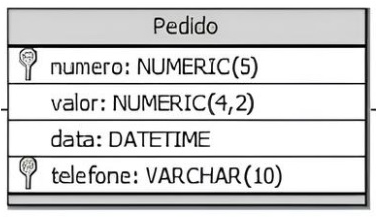 Pedido
numero: NUMERIC(5)
valor: NUMERIC(4,2)
data: DATETIME
telefone: VARCHAR(10)